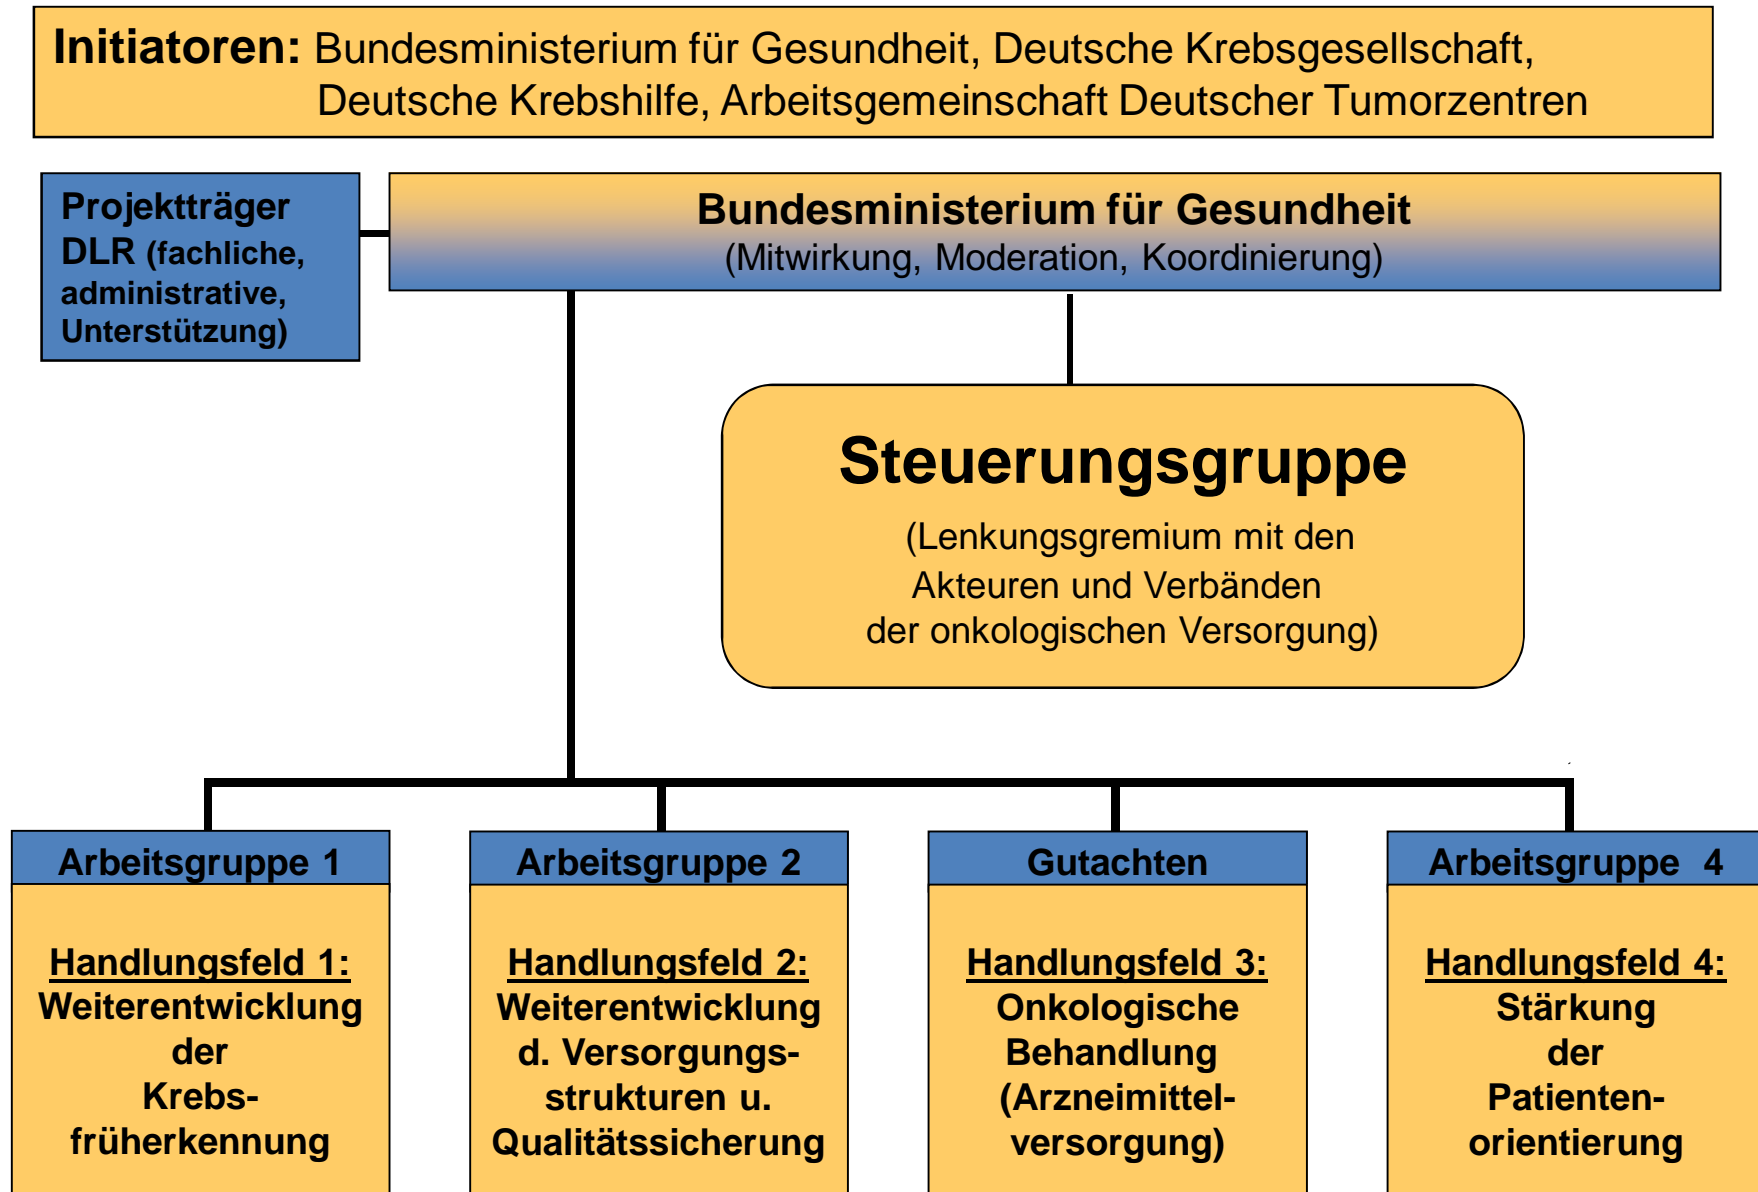 Initiatoren: Bundesministerium für Gesundheit, Deutsche Krebsgesellschaft,
Deutsche Krebshilfe, Arbeitsgemeinschaft Deutscher Tumorzentren
Projektträger
DLR (fachliche,
administrative,
Unterstützung)
Bundesministerium für Gesundheit
(Mitwirkung, Moderation, Koordinierung)
Steuerungsgruppe
(Lenkungsgremium mit den
Akteuren und Verbänden
der onkologischen Versorgung)
Arbeitsgruppe 1
Handlungsfeld 1:
Weiterentwicklung
der
Krebs-
früherkennung
Arbeitsgruppe 2
Handlungsfeld 2:
Weiterentwicklung
d. Versorgungs-
strukturen u.
Qualitätssicherung
Gutachten
Handlungsfeld 3:
Onkologische
Behandlung
(Arzneimittel-
versorgung)
Arbeitsgruppe 4
Handlungsfeld 4:
Stärkung
der
Patienten-
orientierung